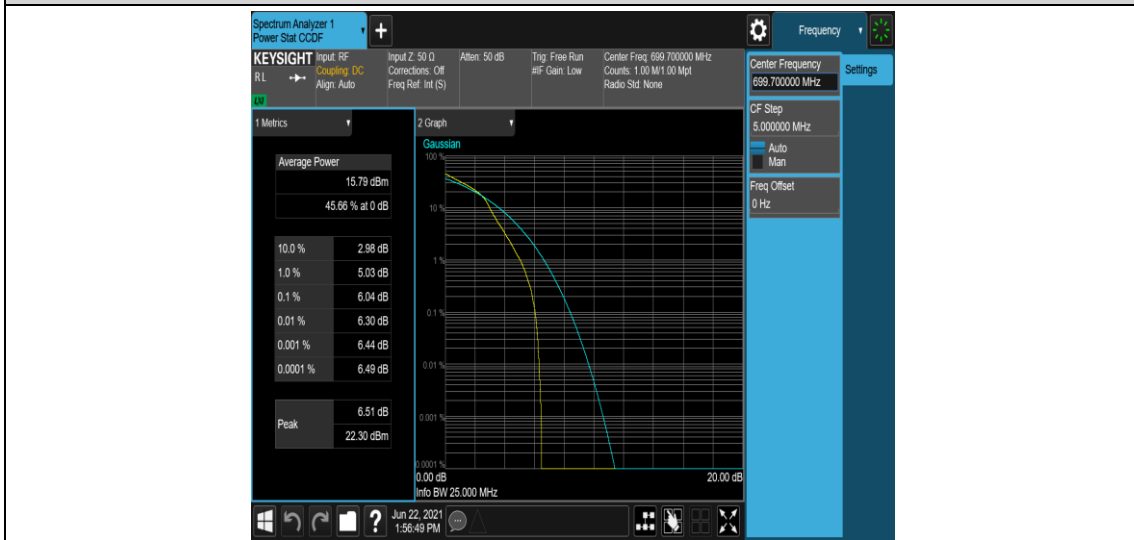 Spectrum Analyzer 1
Power Stat CCDF
+
Frequency
KEYSIGHT
RL
Input: RF
Coupling: DC
Align: Auto
Input Z: 50 Ω
Corrections: Off
Freq Ref: Int (S)
Atten: 50 dB
Trig: Free Run
#IF Gain: Low
Center Freq: 699.700000 MHz
Counts: 1.00 M/1.00 Mpt
Radio Std: None
Center Frequency
699.700000 MHz
Settings
CF Step
5.000000 MHz
Auto
Man
Freq Offset
0 Hz
1 Metrics
Average Power
15.79 dBm
45.66 % at 0 dB
10.0 % 2.98 dB
1.0 % 5.03 dB
0.1 % 6.04 dB
0.01 % 6.30 dB
0.001 % 6.44 dB
0.0001 % 6.49 dB
Peak
6.51 dB
22.30 dBm
2 Graph
Gaussian
100 %
10 %
1 %
0.1 %
0.01 %
0.001 %
0.0001 %
0.00 dB 20.00 dB
Info BW 25.000 MHz
?
Jun 22, 2021
1:56:49 PM